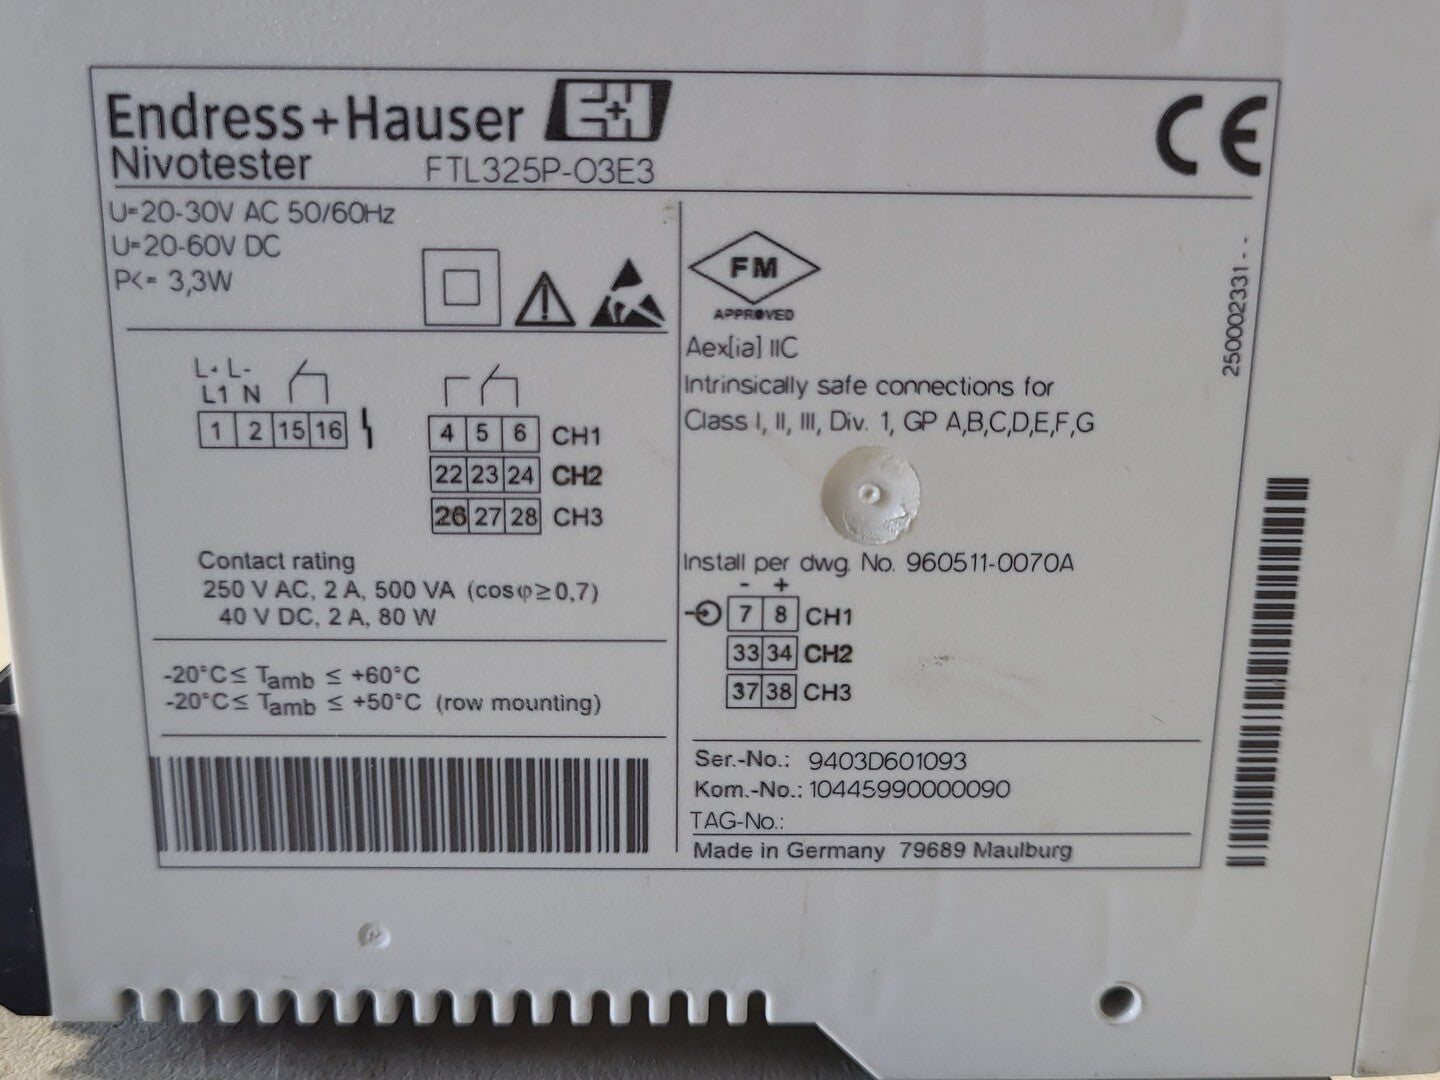 Endress+Hauser
Nivotester FTL325P-O3E3
CE
U=20-30V AC 50/60Hz
U=20-60V DC
P<= 3,3W
L+ L-
L1 N
1 2 15 16
4 5 6 CH1
22 23 24 CH2
26 27 28 CH3
Contact rating
250 V AC, 2 A, 500 VA (cosφ≥0,7)
40 V DC, 2 A, 80 W
-20°C≤ Tamb ≤ +60°C
-20°C≤ Tamb ≤ +50°C (row mounting)
FM
APPROVED
Aex[ia] IIC
Intrinsically safe connections for
Class I, II, III, Div. 1, GP A,B,C,D,E,F,G
Install per dwg. No. 960511-0070A
- +
7 8 CH1
33 34 CH2
37 38 CH3
Ser.-No.: 9403D601093
Kom.-No.: 10445990000090
TAG-No.:
Made in Germany 79689 Maulburg
250002331--